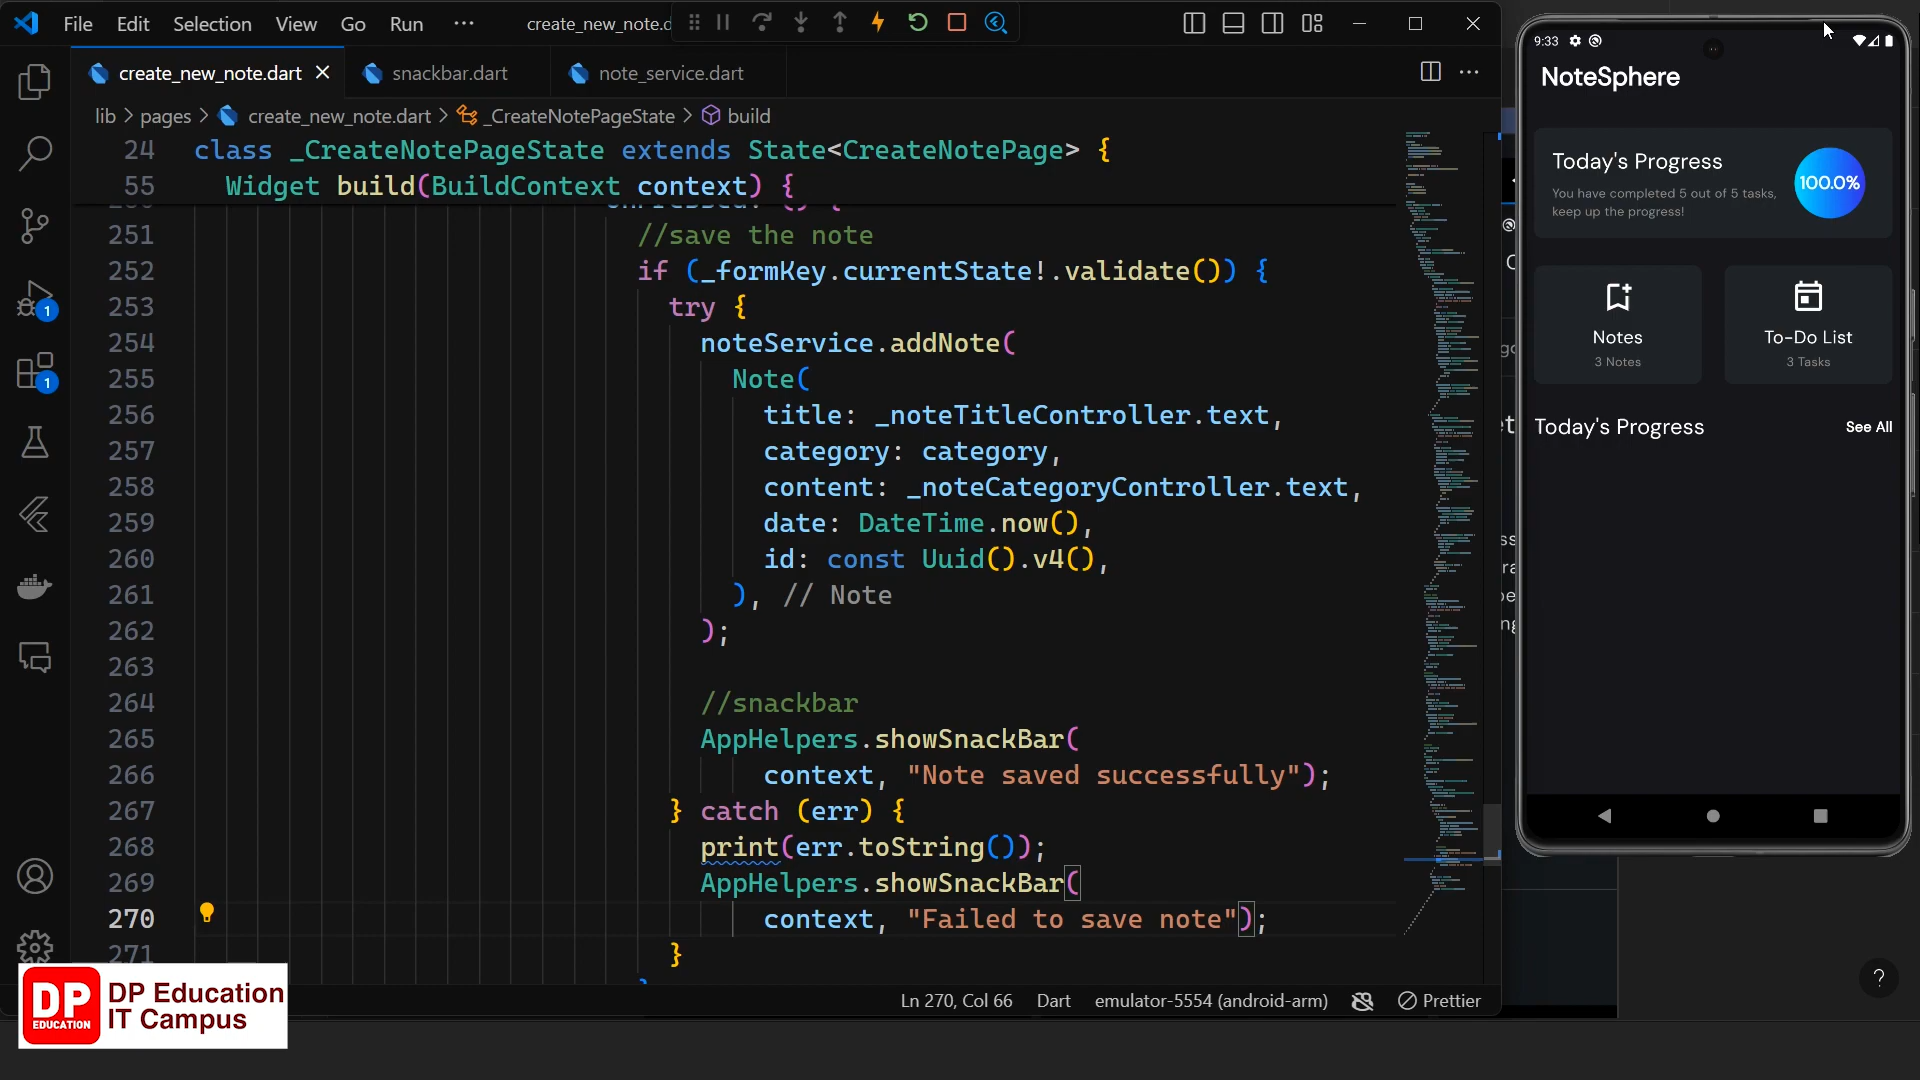 File Edit Selection View Go Run ··· create_new_note.d
create_new_note.dart
snackbar.dart
note_service.dart
lib > pages > create_new_note.dart > _CreateNotePageState > build
24 class _CreateNotePageState extends State<CreateNotePage> {
55 Widget build(BuildContext context) {
251 //save the note
252 if (_formKey.currentState!.validate()) {
253 try {
254 noteService.addNote(
255 Note(
256 title: _noteTitleController.text,
257 category: category,
258 content: _noteCategoryController.text,
259 date: DateTime.now(),
260 id: const Uuid().v4(),
261 ), // Note
262 );
263
264 //snackbar
265 AppHelpers.showSnackBar(
266 context, "Note saved successfully");
267 } catch (err) {
268 print(err.toString());
269 AppHelpers.showSnackBar(
270 context, "Failed to save note");
271 }
1
1
DP
EDUCATION
DP Education
IT Campus
Ln 270, Col 66 Dart emulator-5554 (android-arm) Prettier
9:33
NoteSphere
Today's Progress
You have completed 5 out of 5 tasks,
keep up the progress!
100.0%
Notes
3 Notes
To-Do List
3 Tasks
Today's Progress See All
?